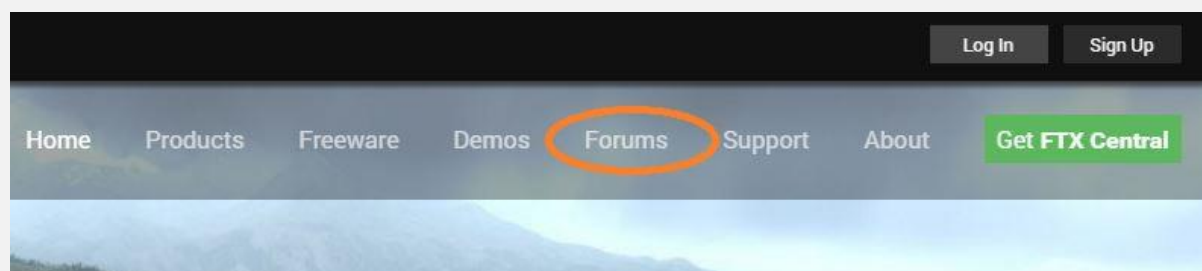 Log In Sign Up
Home Products Freeware Demos Forums Support About Get FTX Central